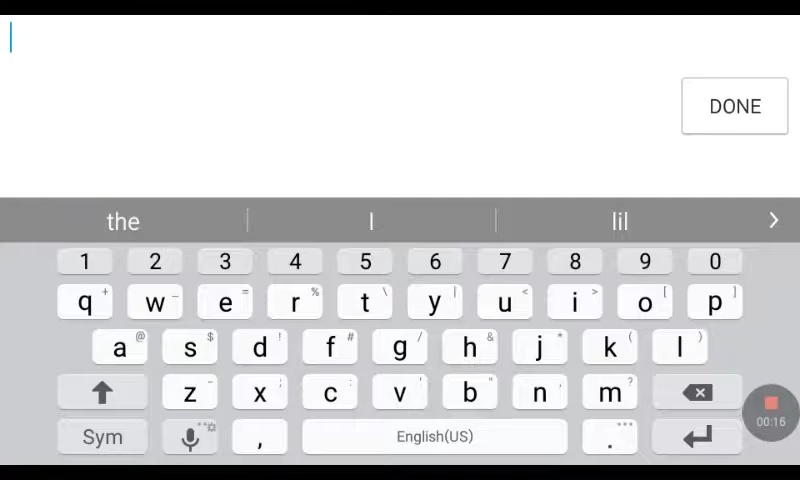 DONE
the I lil >
1 2 3 4 5 6 7 8 9 0
q + w _ e = r % t \ y | u < i > o [ p ]
a @ s $ d ! f # g / h & j * k ( l )
z - x ; c : v ' b " n , m ?
Sym , English(US) .
00:16